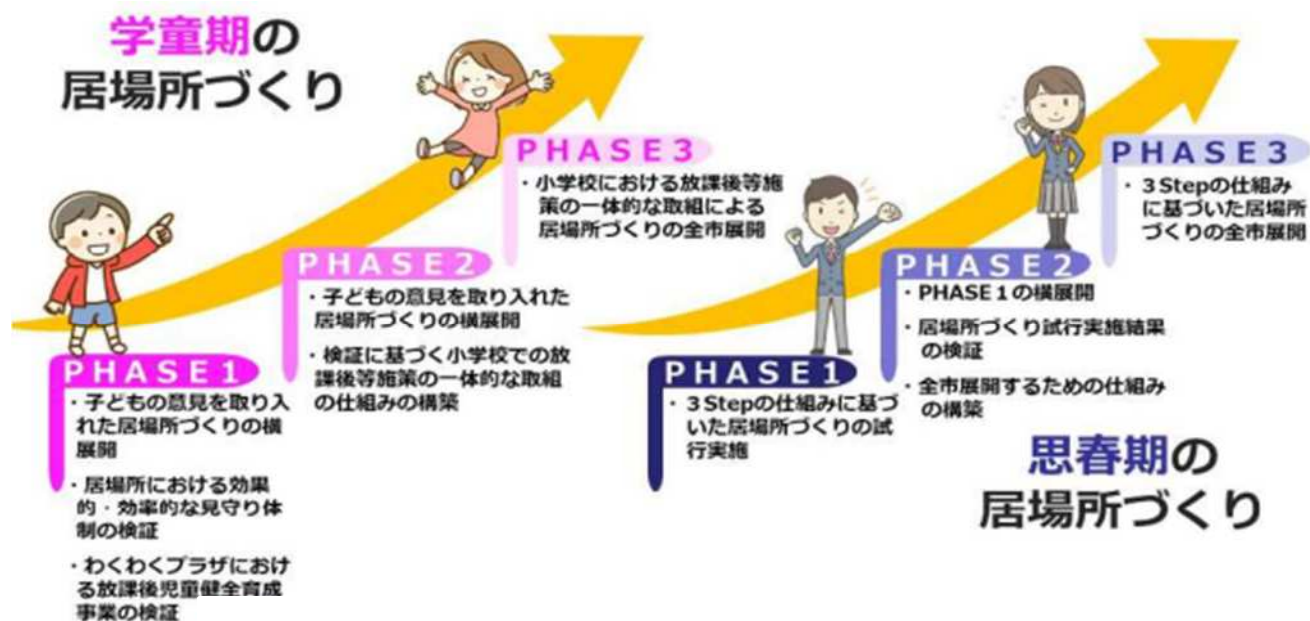 学童期の
居場所づくり
PHASE1
・子どもの意見を取り入
れた居場所づくりの横
展開
・居場所における効果
的・効率的な見守り体
制の検証
・わくわくプラザにおけ
る放課後児童健全育成
事業の検証
PHASE2
・子どもの意見を取り入れた
居場所づくりの横展開
・検証に基づく小学校での放
課後等施策の一体的な取組
の仕組みの構築
PHASE3
・小学校における放課後等施
策の一体的な取組による
居場所づくりの全市展開
思春期の
居場所づくり
PHASE1
・３Stepの仕組みに基づ
いた居場所づくりの試
行実施
PHASE2
・PHASE１の横展開
・居場所づくり試行実施結果
の検証
・全市展開するための仕組み
の構築
PHASE3
・３Stepの仕組み
に基づいた居場所
づくりの全市展開